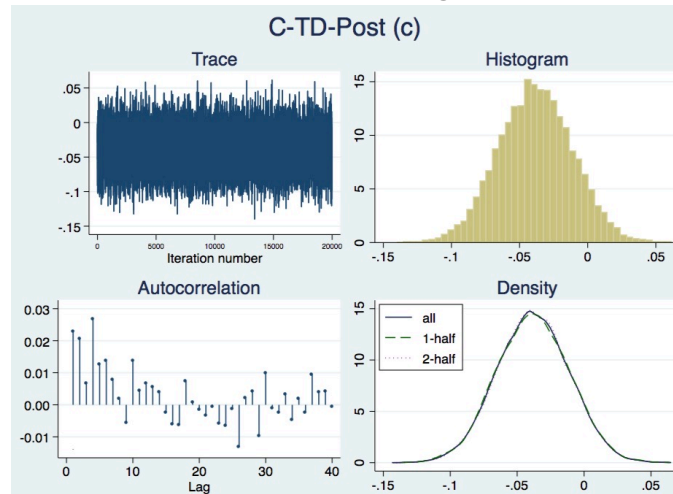 C-TD-Post (c)
Trace
.05
0
-.05
-.1
-.15
0 5000 10000 15000 20000
Iteration number
Histogram
15
10
5
0
-.15 -.1 -.05 0 .05
Autocorrelation
0.03
0.02
0.01
0.00
-0.01
0 10 20 30 40
Lag
Density
all
1-half
2-half
15
10
5
0
-.15 -.1 -.05 0 .05